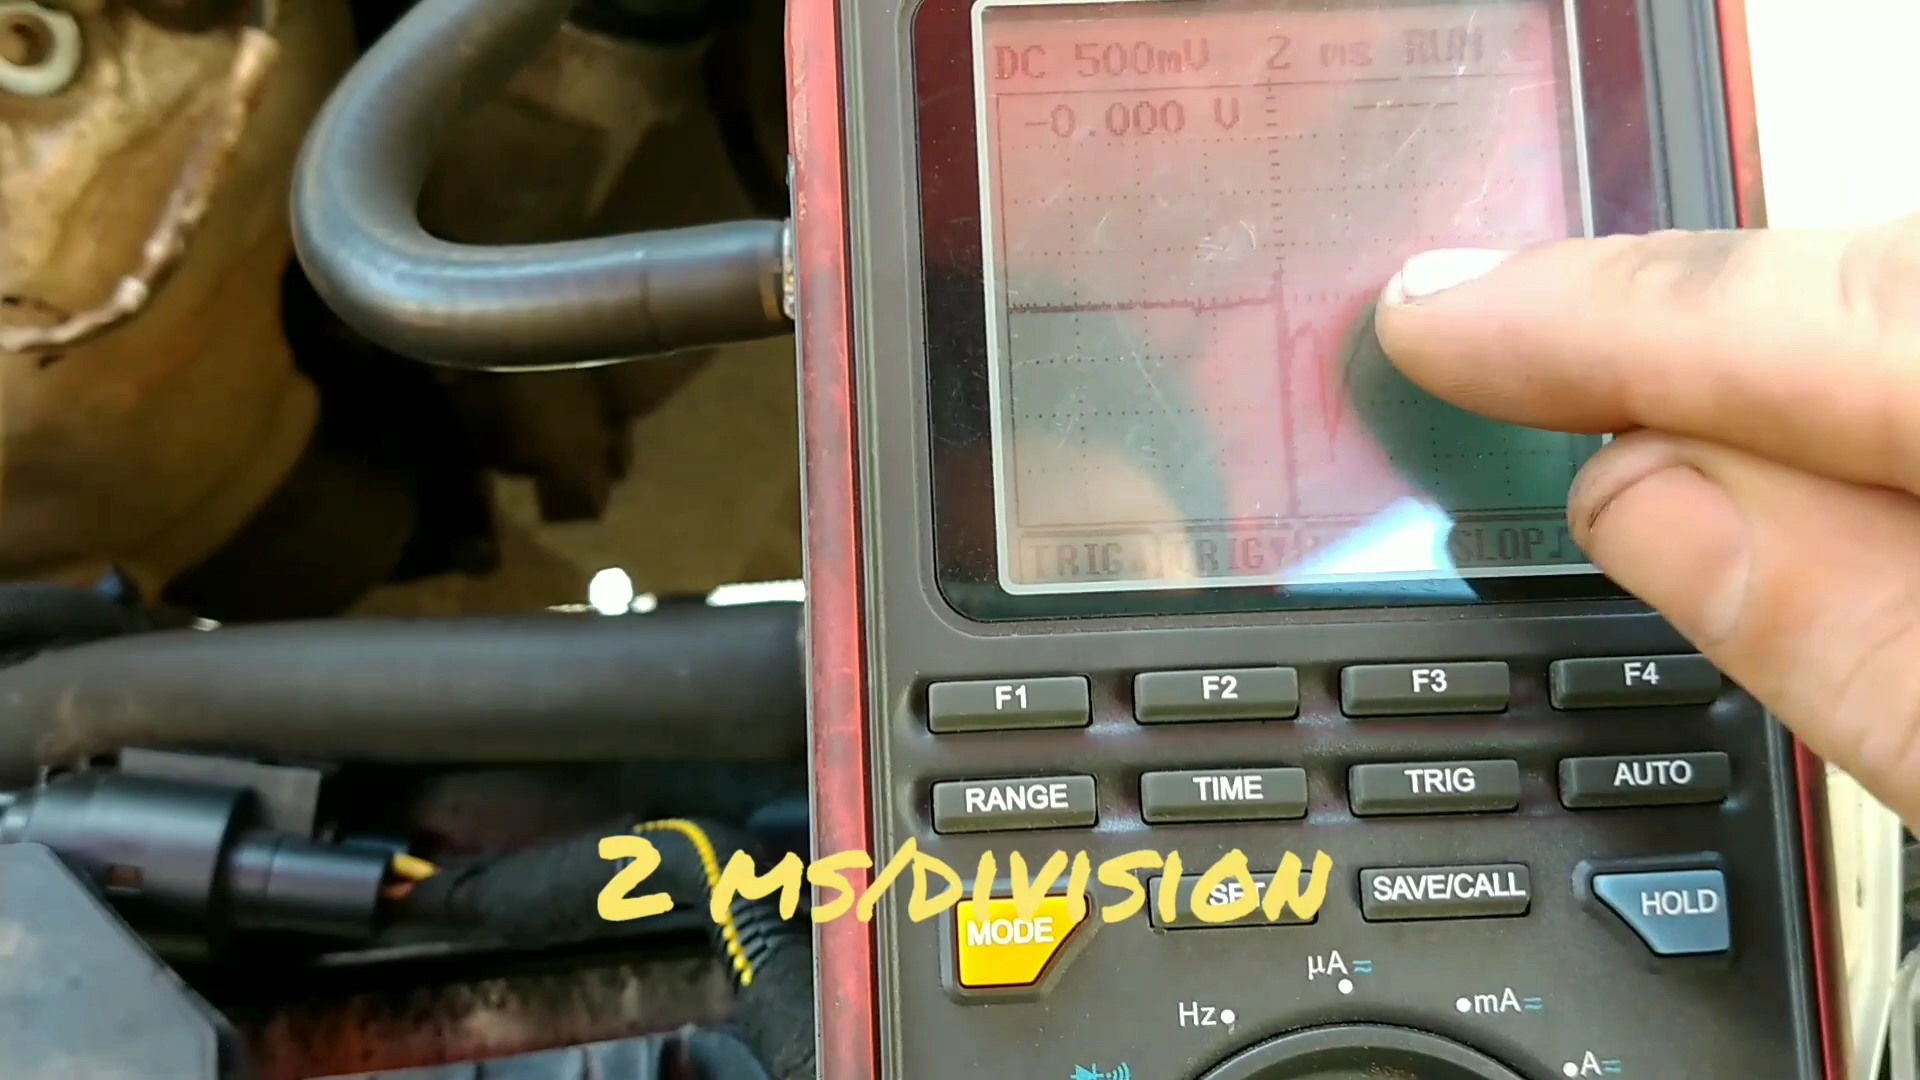 DC 500mV 2 ms RUN
-0.000 V
TRIG TRIG SLOP
F1 F2 F3 F4
RANGE TIME TRIG AUTO
2 ms/division
MODE SET SAVE/CALL HOLD
Hz µA mA A